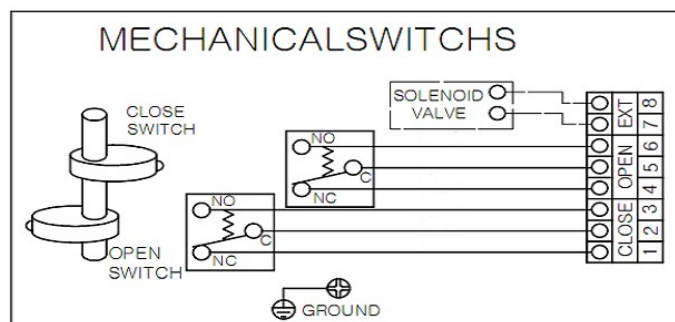 MECHANICALSWITCHS
CLOSE
SWITCH
OPEN
SWITCH
SOLENOID
VALVE
NO
C
NC
NO
C
NC
GROUND
EXT
OPEN
CLOSE
8
7
6
5
4
3
2
1